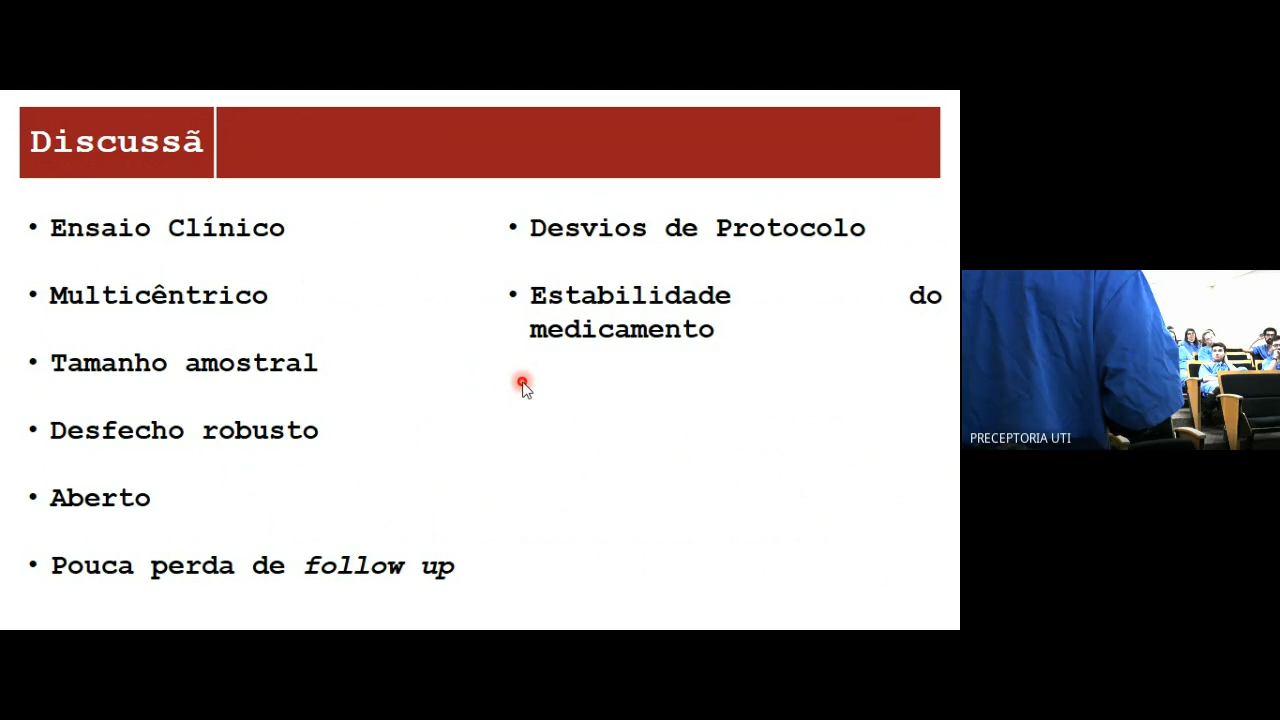 Discussã
• Ensaio Clínico
• Multicêntrico
• Tamanho amostral
• Desfecho robusto
• Aberto
• Pouca perda de follow up
• Desvios de Protocolo
• Estabilidade do
medicamento
PRECEPTORIA UTI